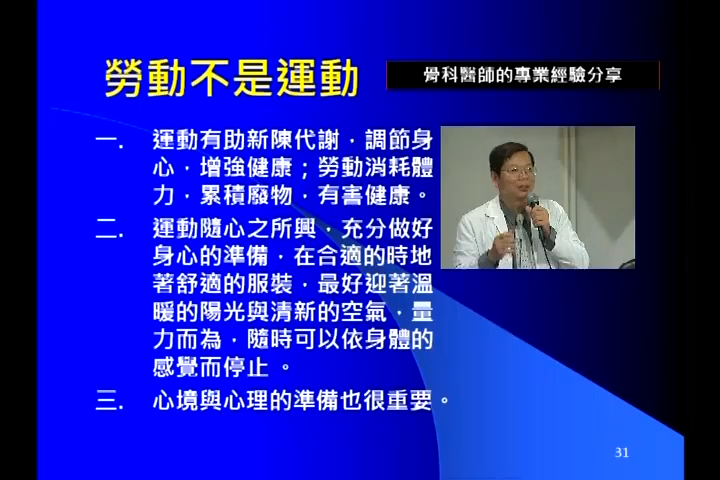 勞動不是運動
骨科醫師的專業經驗分享
一. 運動有助新陳代謝，調節身
心，增強健康；勞動消耗體
力，累積廢物，有害健康。
二. 運動隨心之所興，充分做好
身心的準備，在合適的時地
著舒適的服裝，最好迎著溫
暖的陽光與清新的空氣，量
力而為，隨時可以依身體的
感覺而停止。
三. 心境與心理的準備也很重要。
31